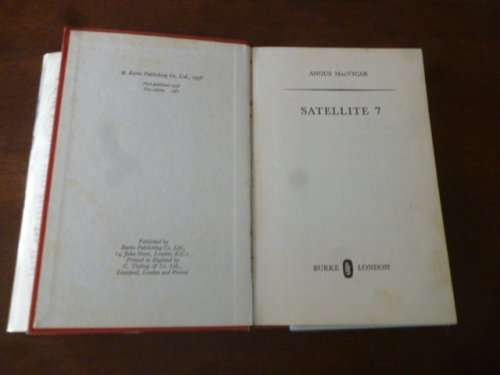 © Burke Publishing Co. Ltd., 1958
First published 1958
This edition
Published by
Burke Publishing Co. Ltd.,
14 John Street, London, E.C.1.
Printed in England by
C. Tinling & Co. Ltd.,
Liverpool, London and Prescot
ANGUS MacVICAR
SATELLITE 7
BURKE LONDON